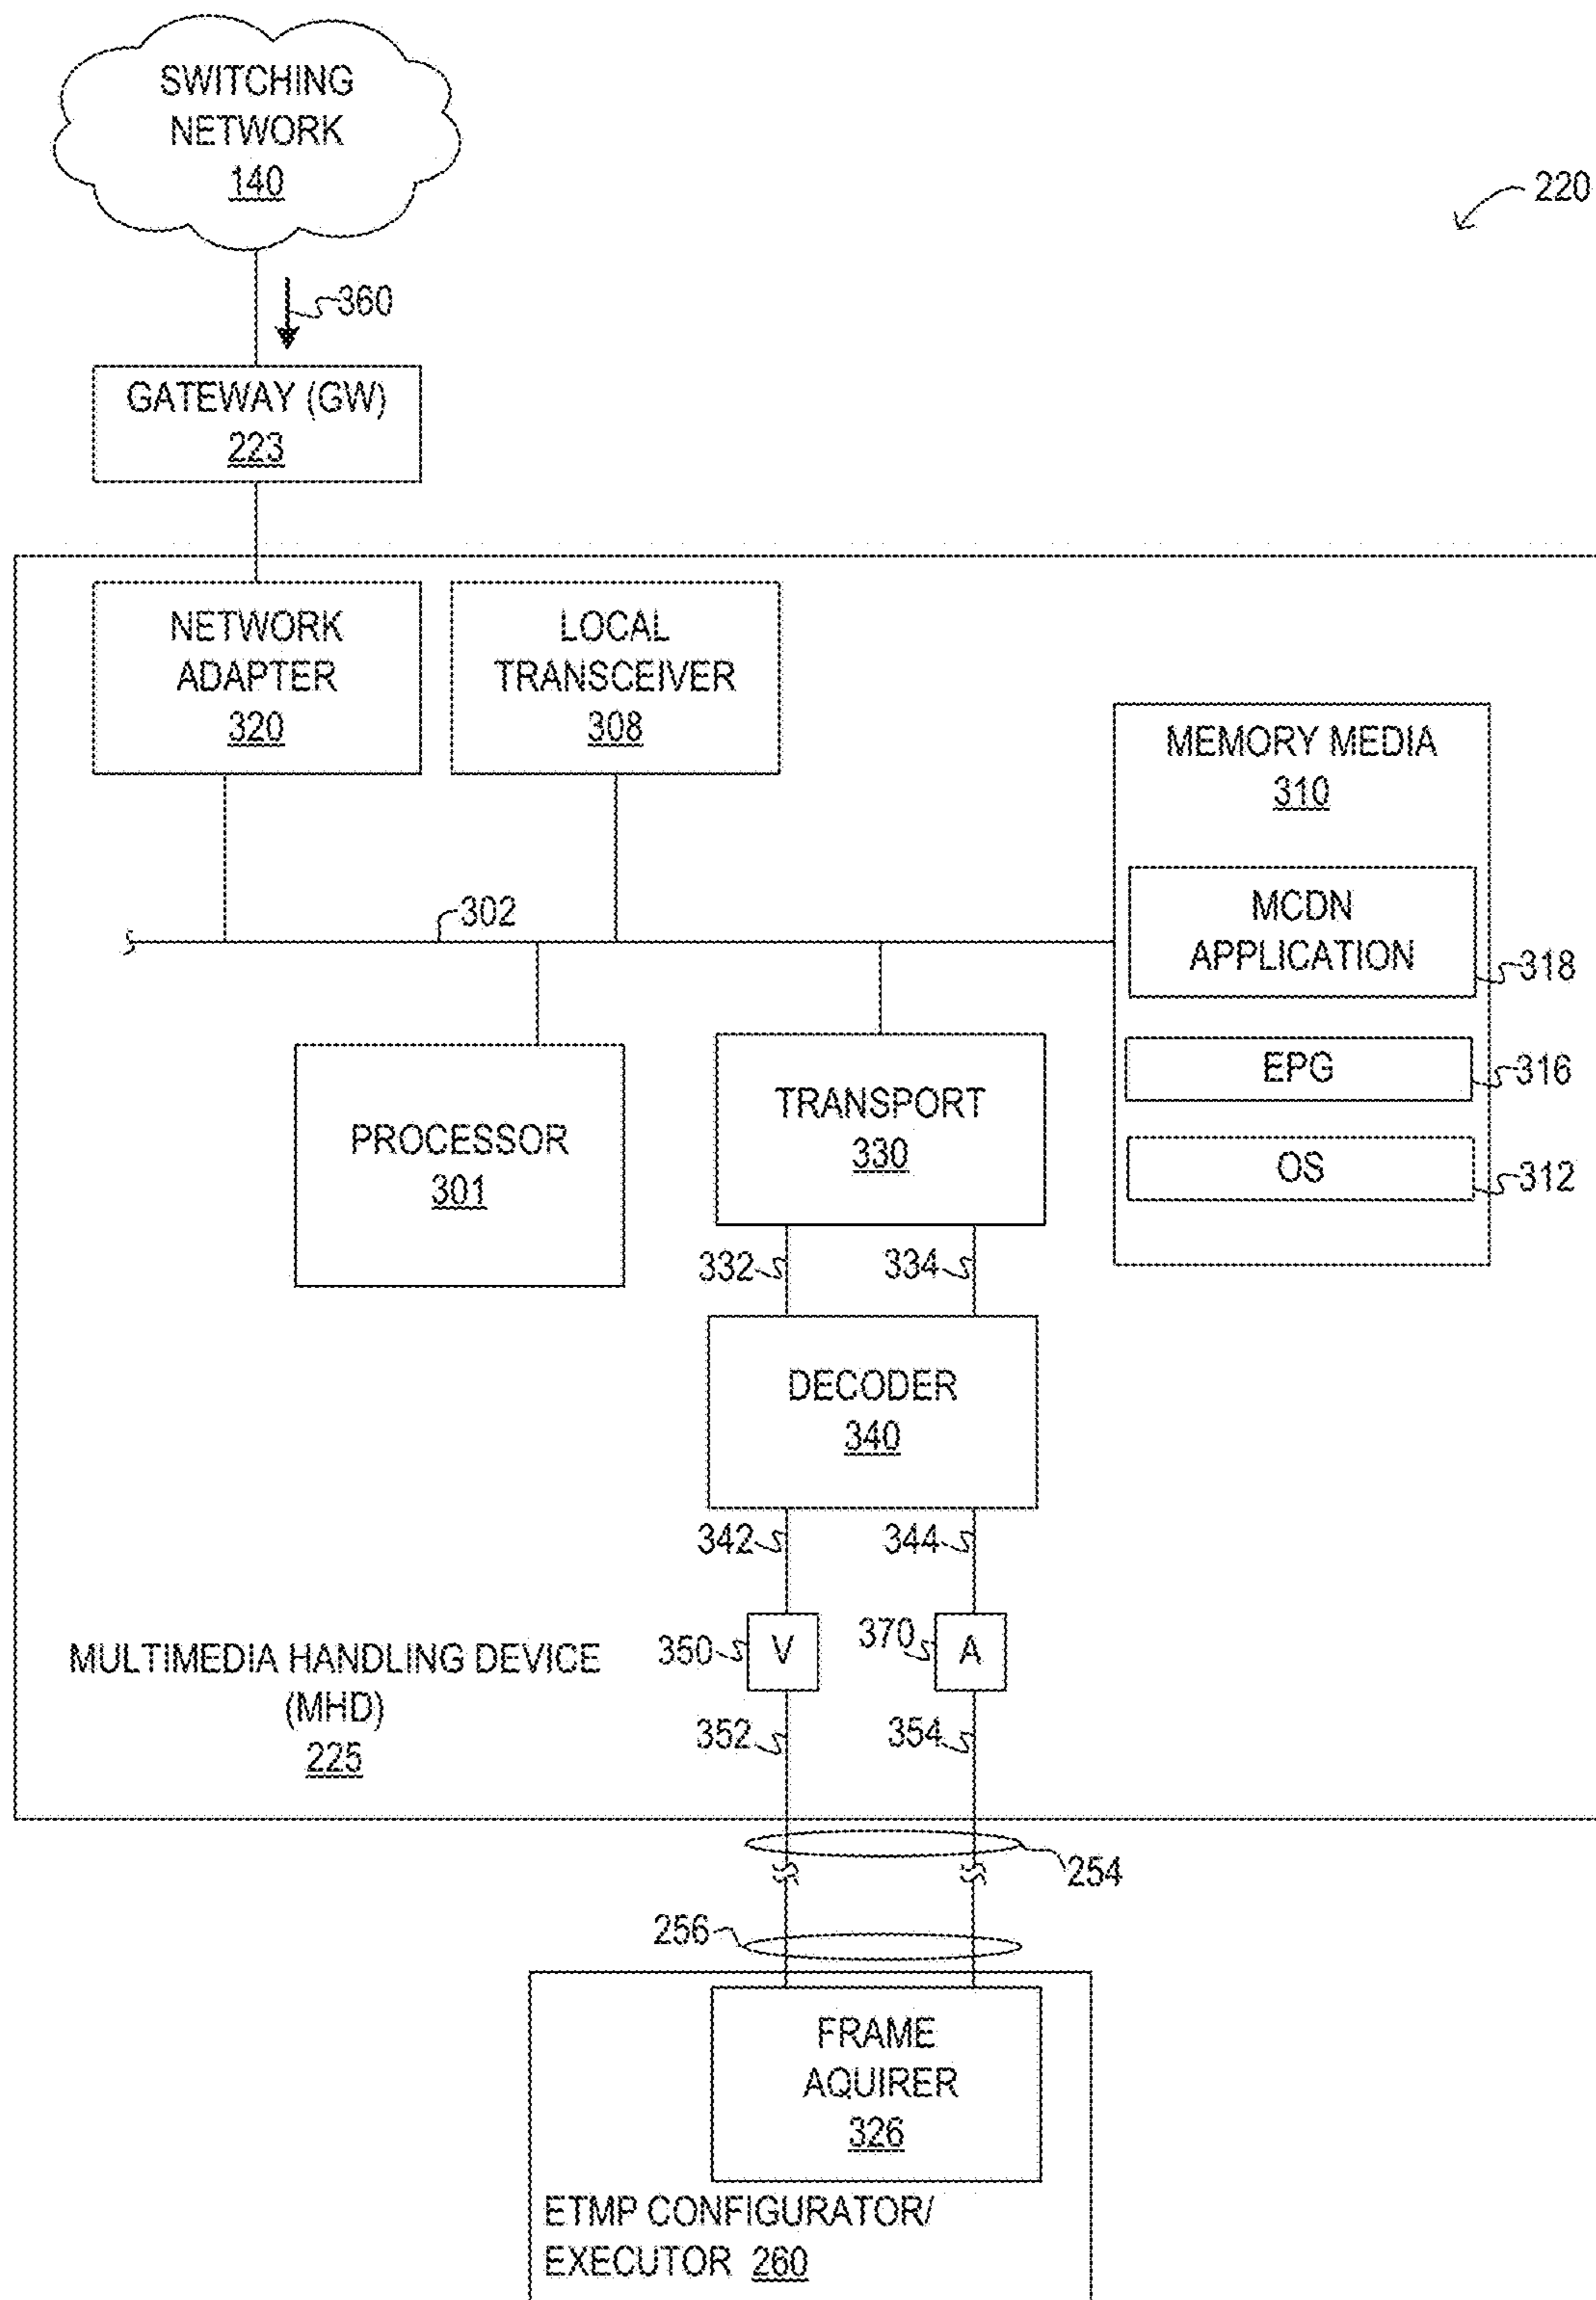 SWITCHING
NETWORK
140
220
360
GATEWAY (GW)
223
NETWORK
ADAPTER
320
LOCAL
TRANSCEIVER
308
MEMORY MEDIA
310
MCDN
APPLICATION
318
302
EPG
316
OS
312
PROCESSOR
301
TRANSPORT
330
332
334
DECODER
340
342
344
350
V
370
A
MULTIMEDIA HANDLING DEVICE
(MHD)
225
352
354
254
256
FRAME
AQUIRER
326
ETMP CONFIGURATOR/
EXECUTOR 260